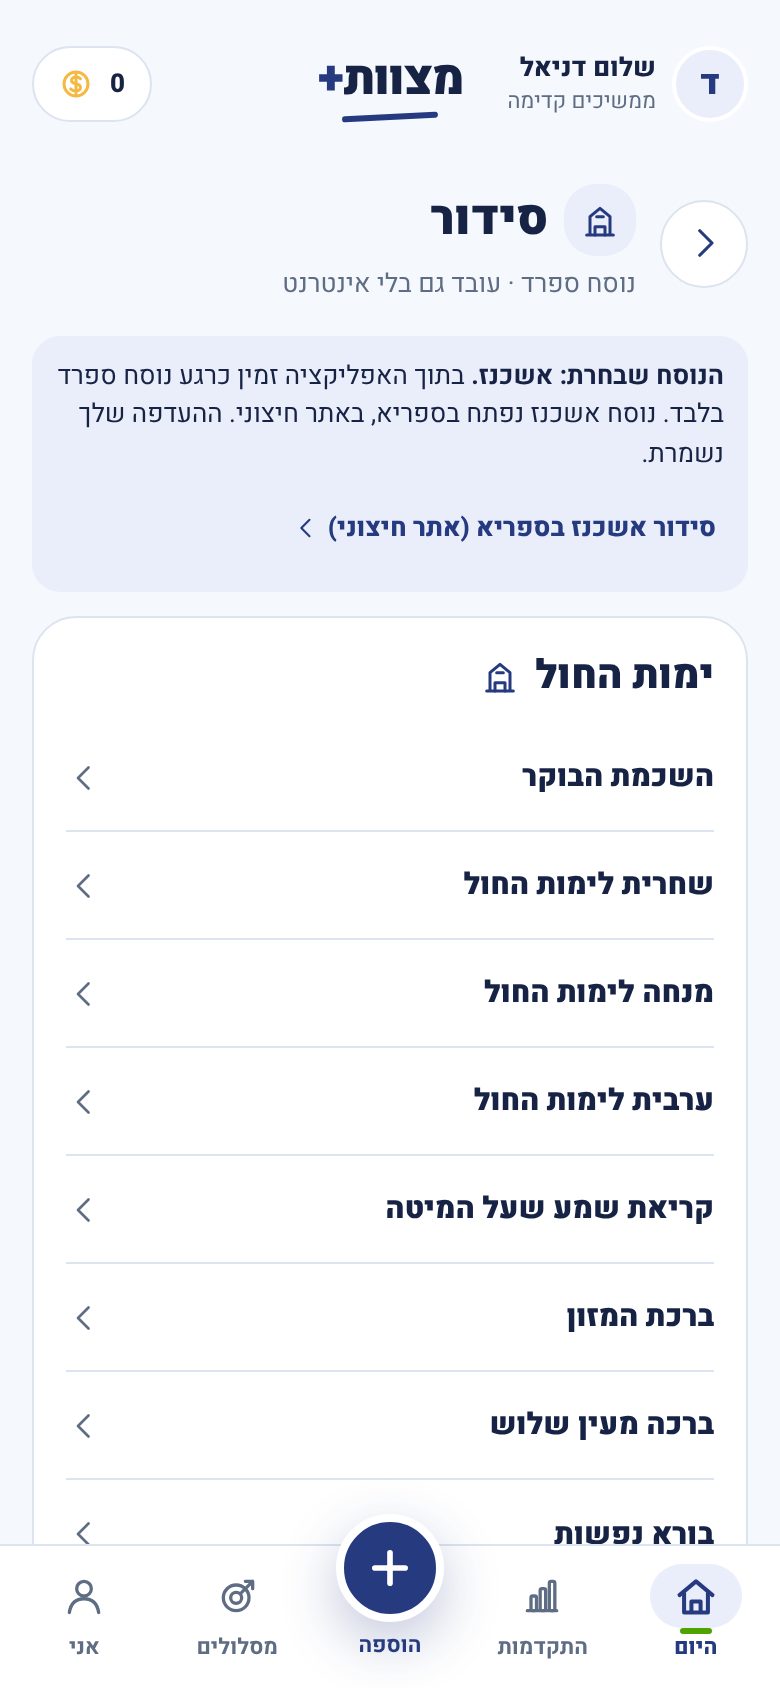 ד
שלום דניאל
ממשיכים קדימה
מצוות+
0
סידור
נוסח ספרד · עובד גם בלי אינטרנט
הנוסח שבחרת: אשכנז. בתוך האפליקציה זמין כרגע נוסח ספרד
בלבד. נוסח אשכנז נפתח בספריא, באתר חיצוני. ההעדפה שלך
נשמרת.
סידור אשכנז בספריא (אתר חיצוני)
ימות החול
השכמת הבוקר
שחרית לימות החול
מנחה לימות החול
ערבית לימות החול
קריאת שמע שעל המיטה
ברכת המזון
ברכה מעין שלוש
בורא נפשות
היום
התקדמות
הוספה
מסלולים
אני